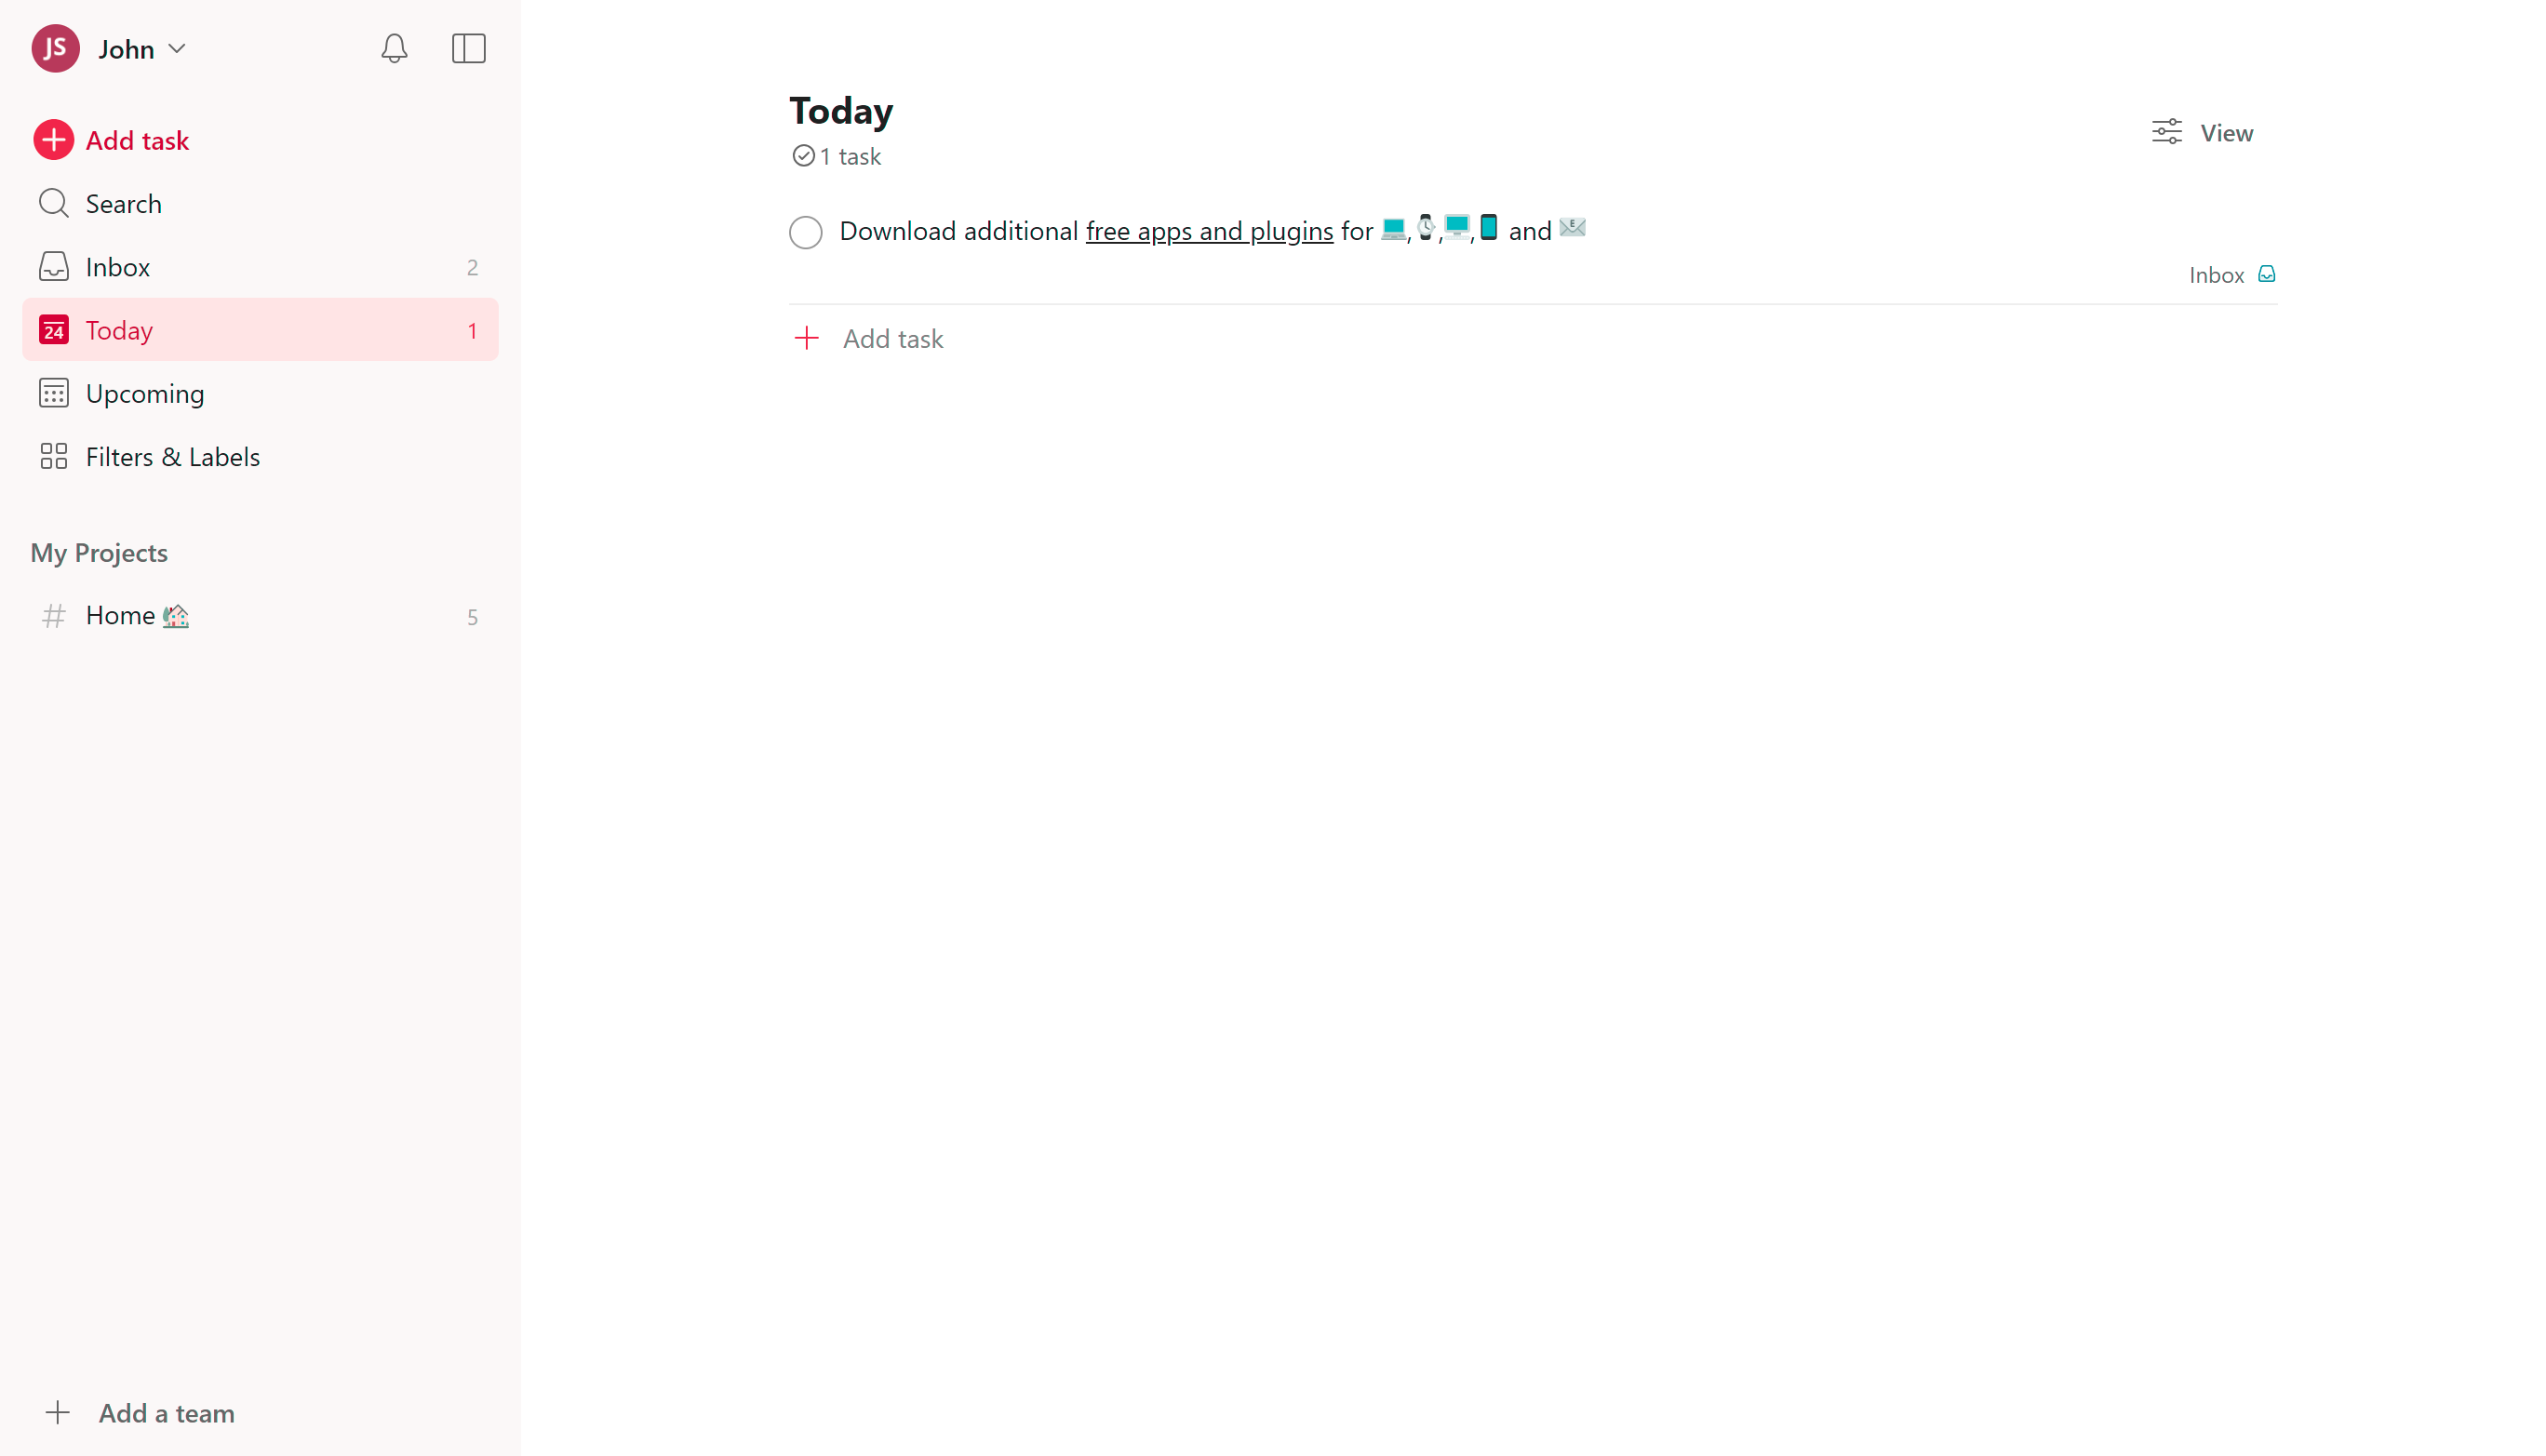 JS John
Add task
Search
Inbox 2
24 Today 1
Upcoming
Filters & Labels
My Projects
# Home 🏡 5
Add a team
Today
1 task
View
Download additional free apps and plugins for 💻,⌚,🖥,📱 and 📧
Inbox
Add task